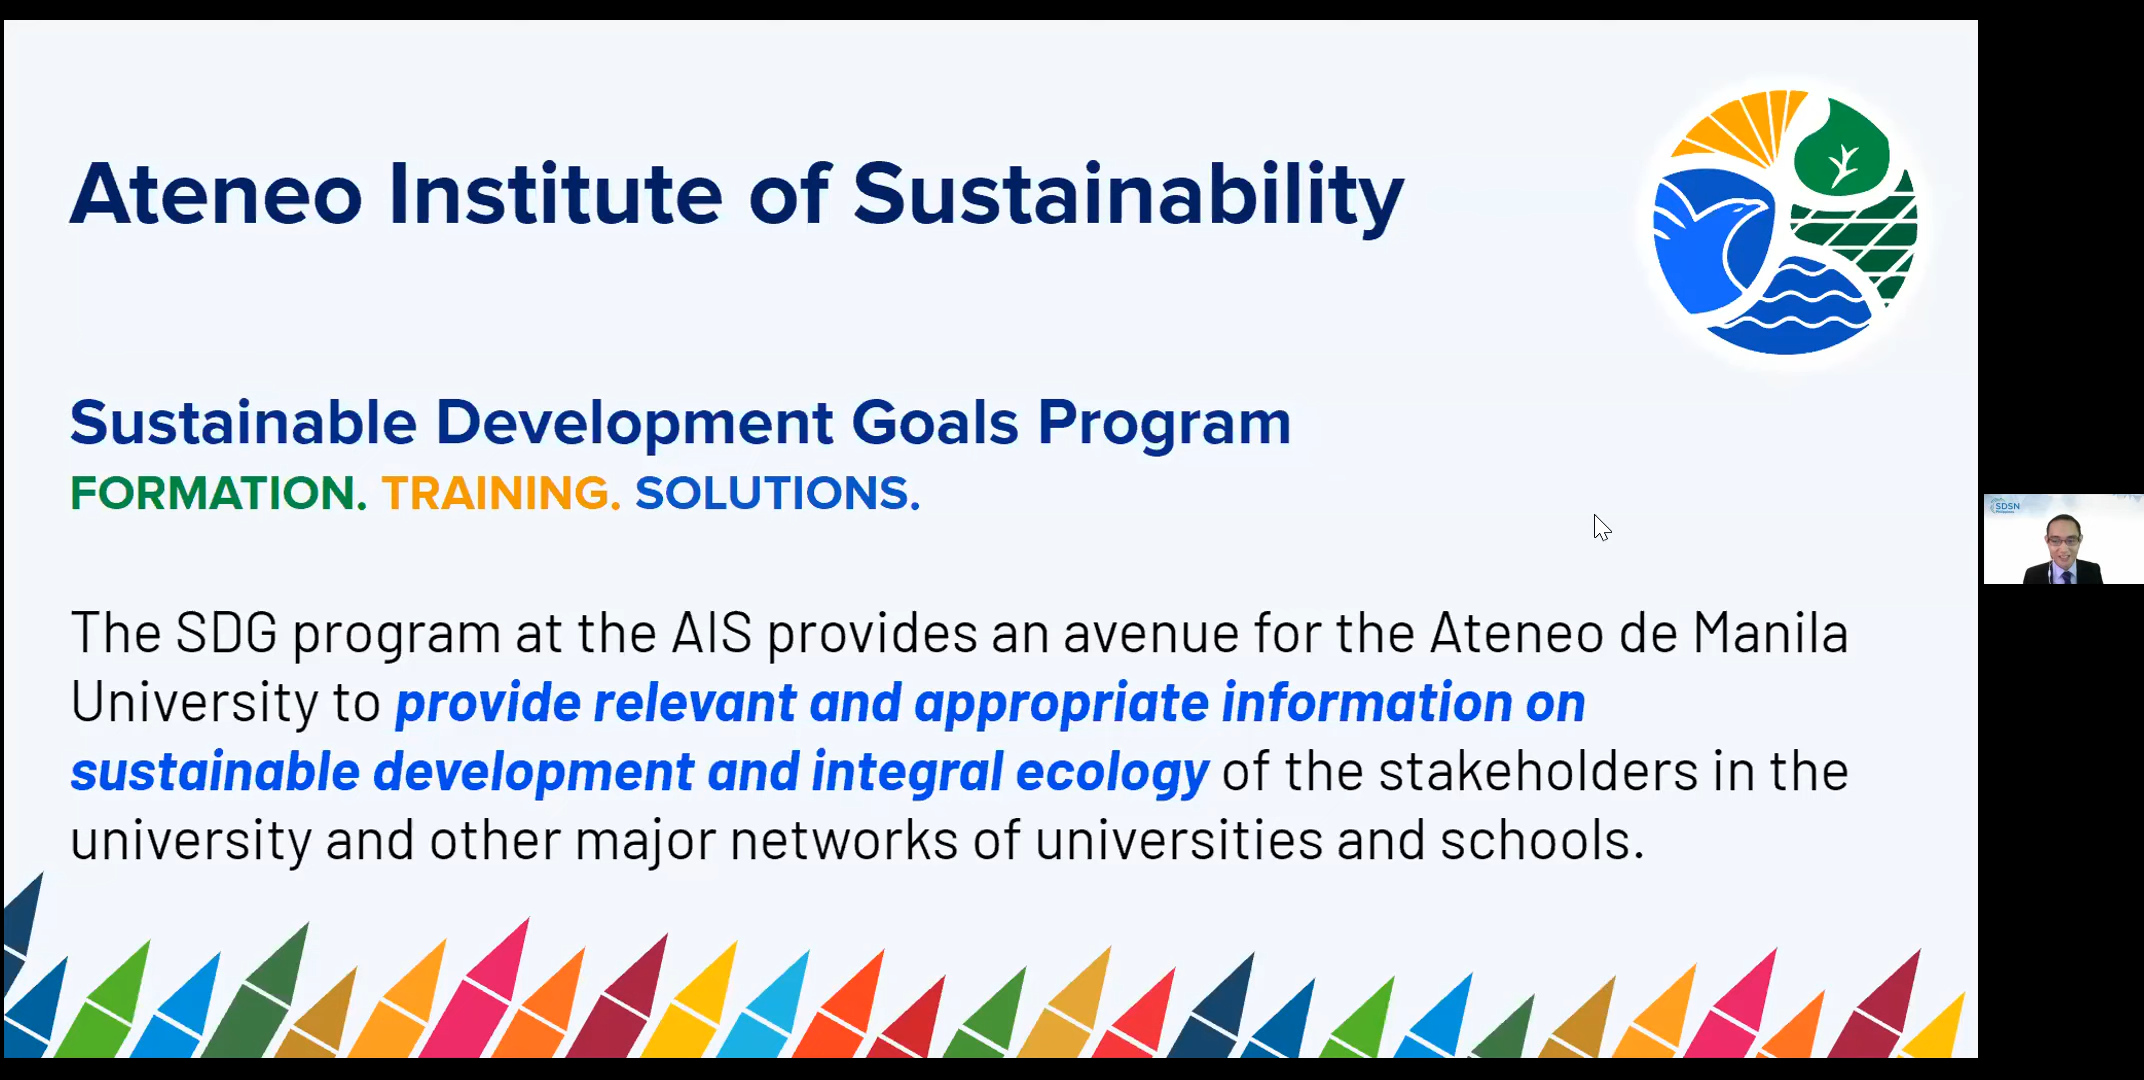 Ateneo Institute of Sustainability
Sustainable Development Goals Program
FORMATION. TRAINING. SOLUTIONS.
The SDG program at the AIS provides an avenue for the Ateneo de Manila
University to provide relevant and appropriate information on
sustainable development and integral ecology of the stakeholders in the
university and other major networks of universities and schools.
SDSN